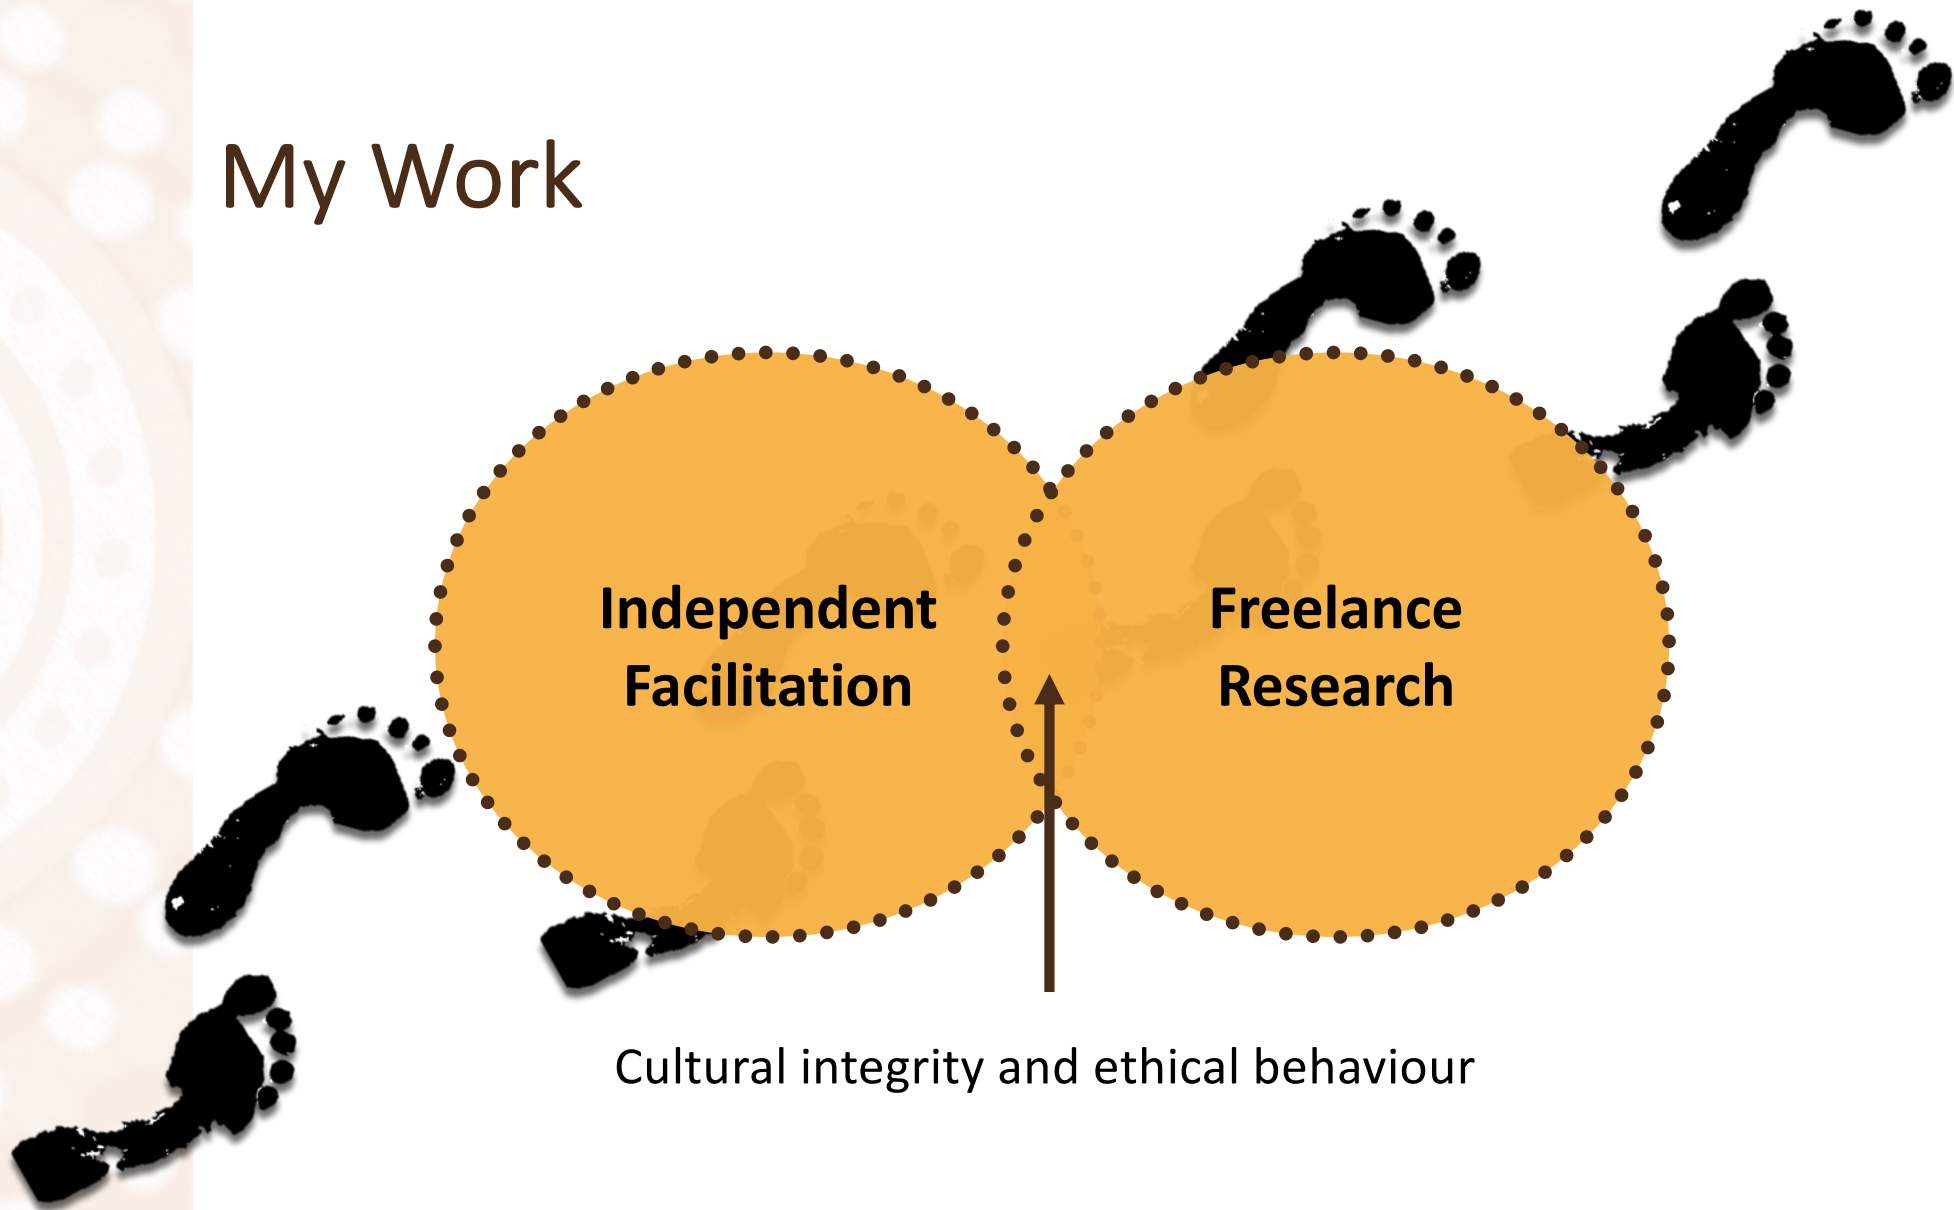 My Work
Independent
Facilitation
Freelance
Research
Cultural integrity and ethical behaviour